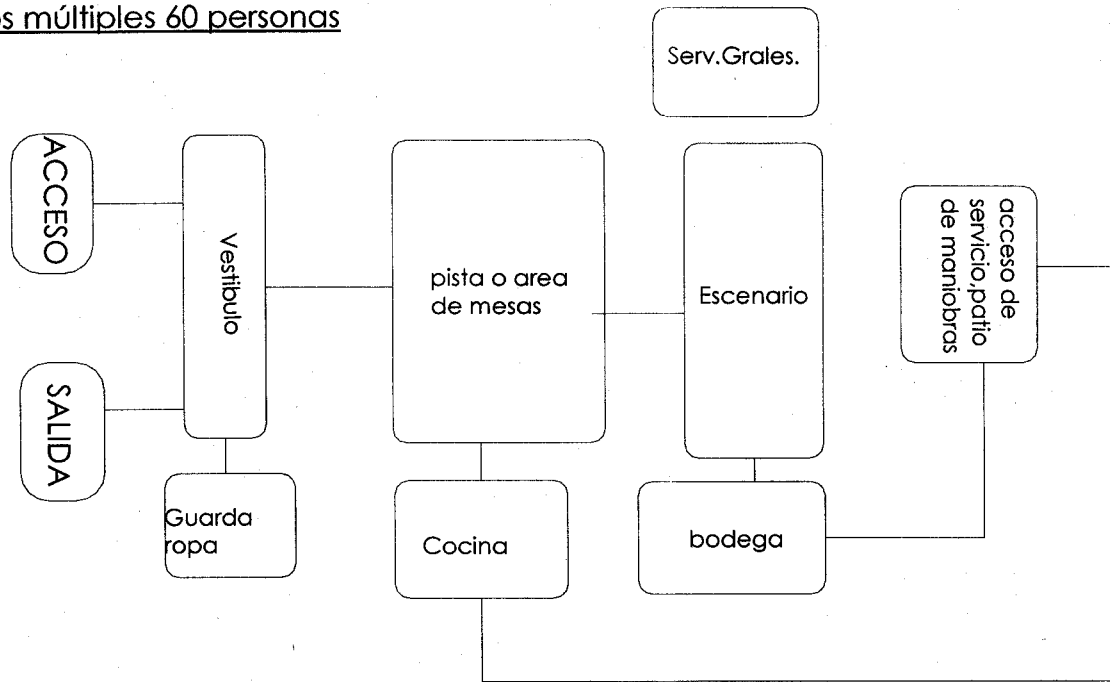 os múltiples 60 personas
Serv.Grales.
ACCESO
Vestibulo
pista o area
de mesas
Escenario
acceso de
servicio,patio
de maniobras
SALIDA
Guarda
ropa
Cocina
bodega